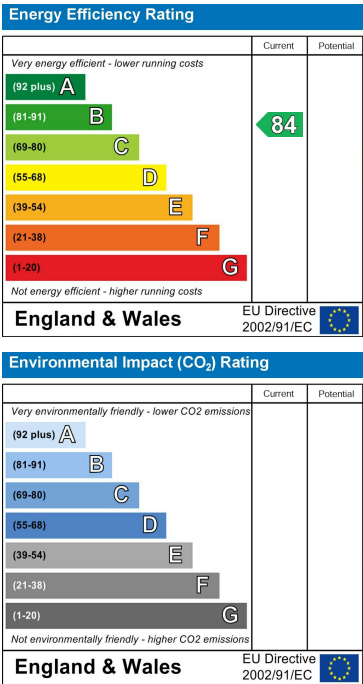 Energy Efficiency Rating
Current Potential
Very energy efficient - lower running costs
(92 plus) A
(81-91) B
84
(69-80) C
(55-68) D
(39-54) E
(21-38) F
(1-20) G
Not energy efficient - higher running costs
England & Wales
EU Directive
2002/91/EC
Environmental Impact (CO₂) Rating
Current Potential
Very environmentally friendly - lower CO2 emissions
(92 plus) A
(81-91) B
(69-80) C
(55-68) D
(39-54) E
(21-38) F
(1-20) G
Not environmentally friendly - higher CO2 emissions
England & Wales
EU Directive
2002/91/EC